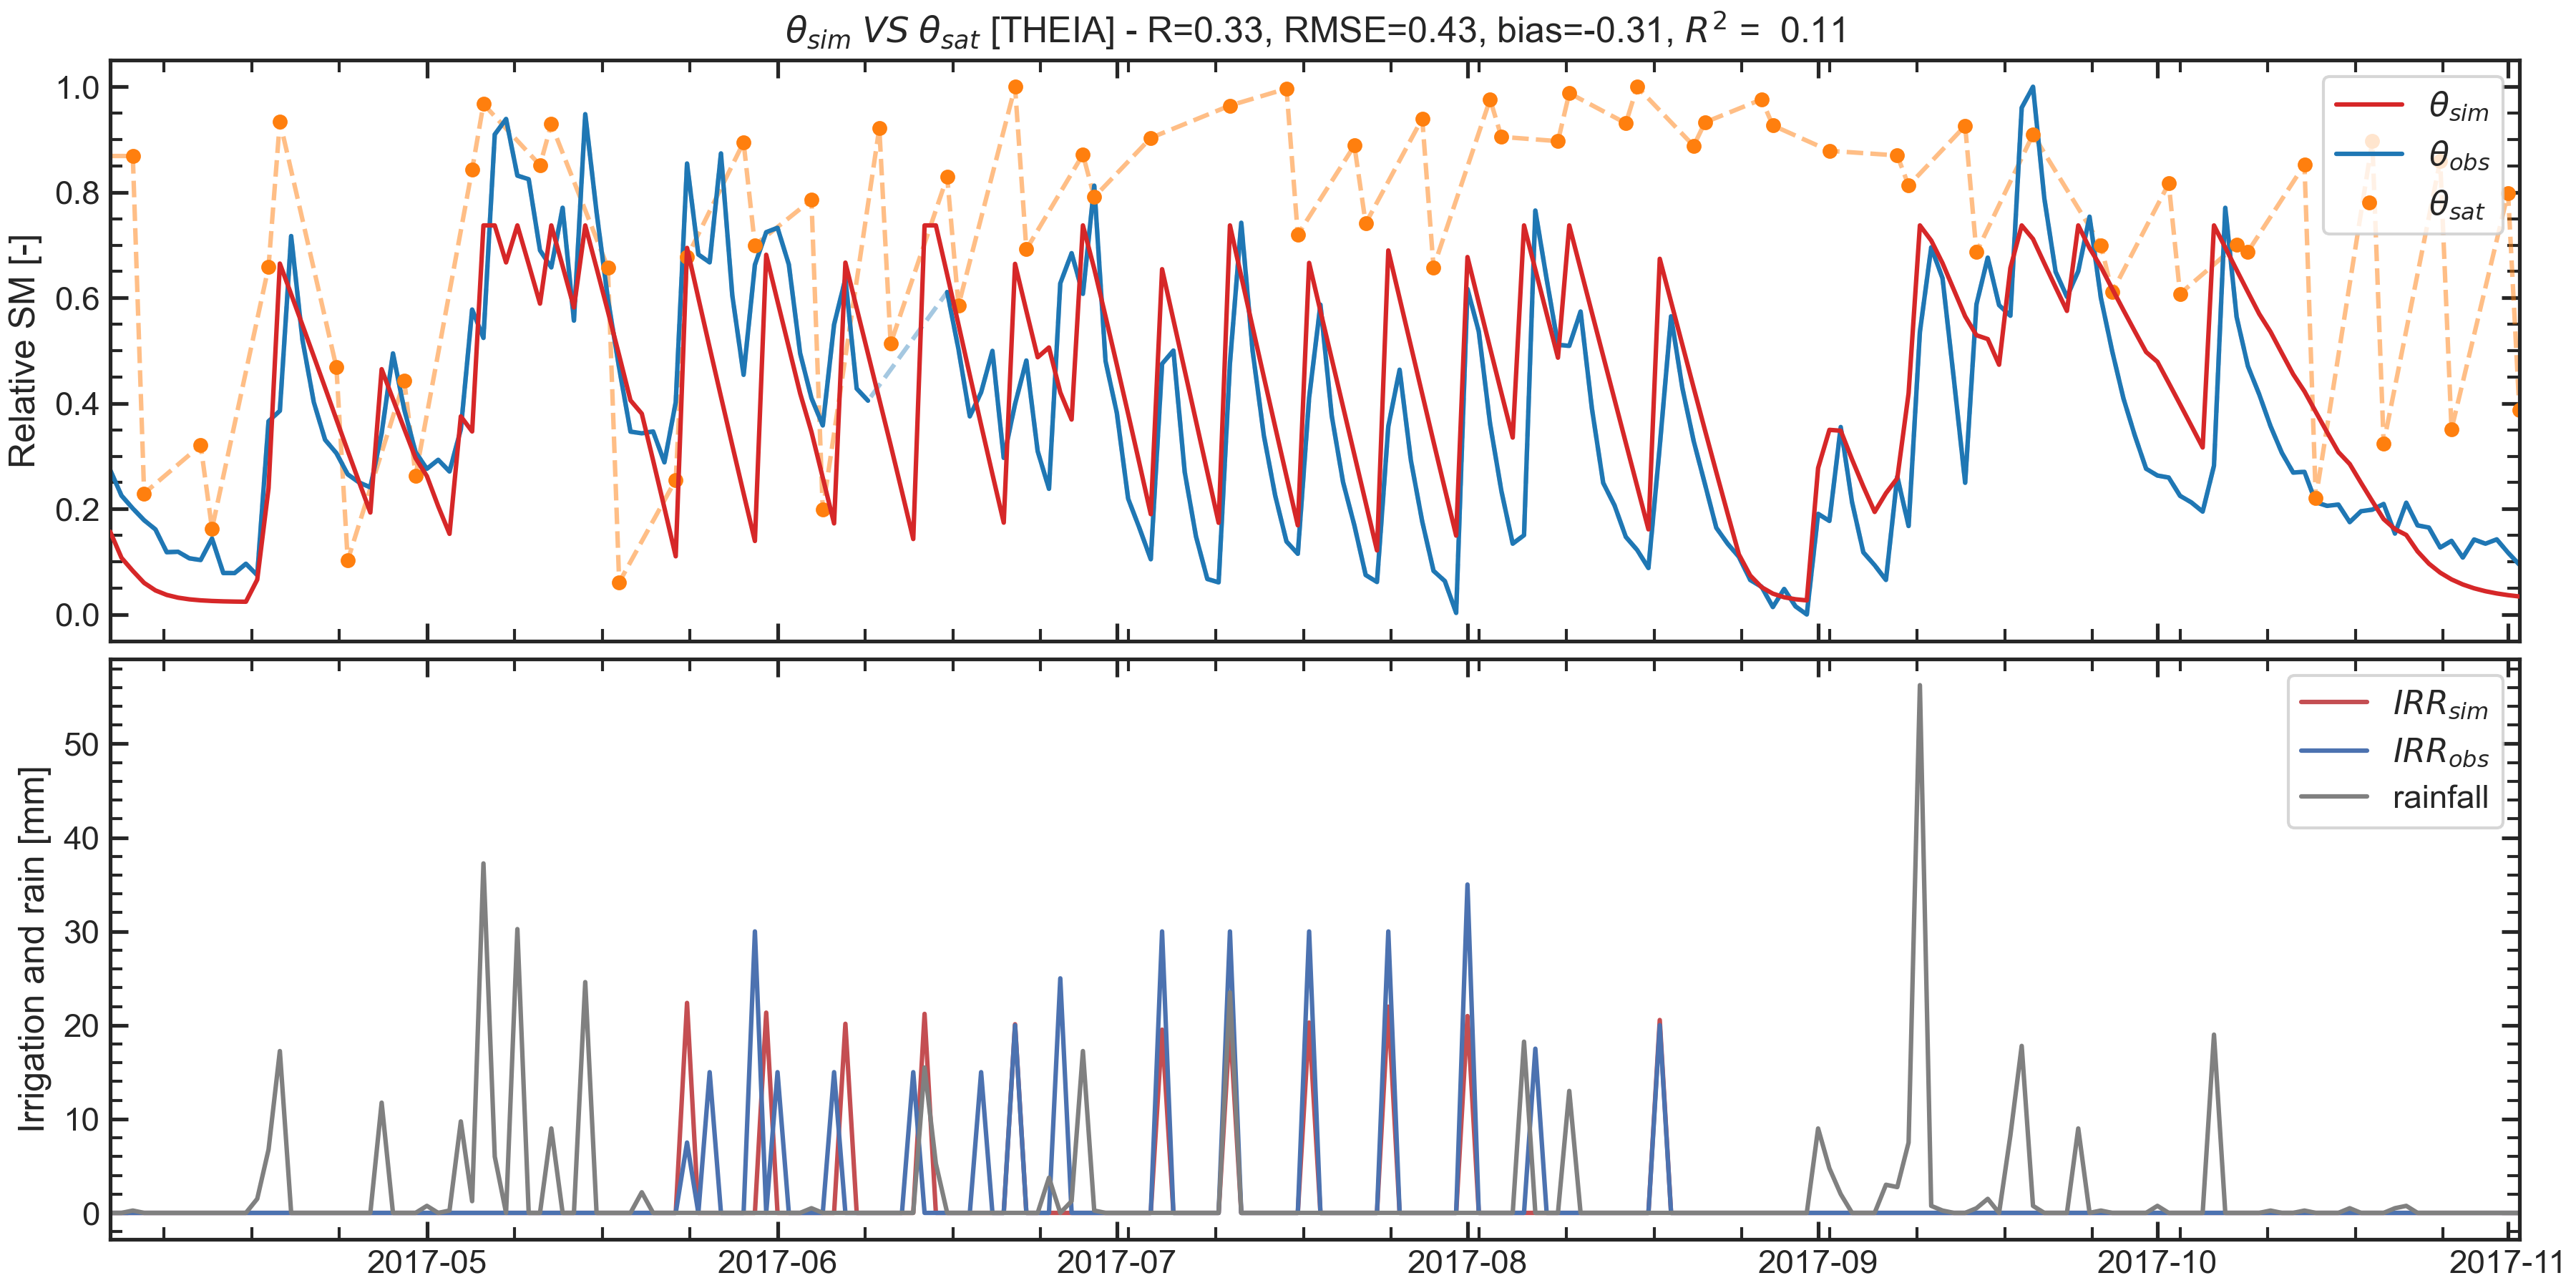 θsim VS θsat [THEIA] - R=0.33, RMSE=0.43, bias=-0.31, R² = 0.11
Relative SM [-]
1.0
0.8
0.6
0.4
0.2
0.0
θsim
θobs
θsat
Irrigation and rain [mm]
50
40
30
20
10
0
IRRsim
IRRobs
rainfall
2017-05 2017-06 2017-07 2017-08 2017-09 2017-10 2017-11